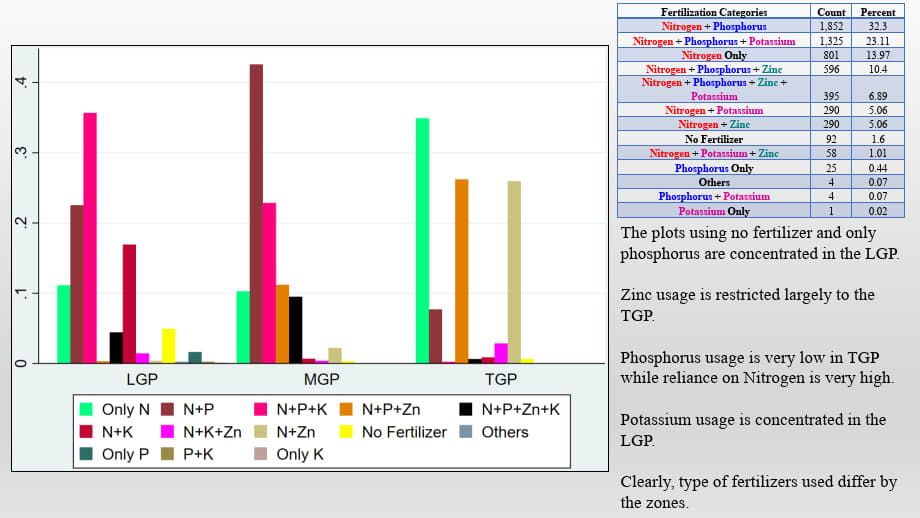 .4
.3
.2
.1
0
LGP MGP TGP
Only N N+P N+P+K N+P+Zn N+P+Zn+K
N+K N+K+Zn N+Zn No Fertilizer Others
Only P P+K Only K
Fertilization Categories Count Percent
Nitrogen + Phosphorus 1,852 32.3
Nitrogen + Phosphorus + Potassium 1,325 23.11
Nitrogen Only 801 13.97
Nitrogen + Phosphorus + Zinc 596 10.4
Nitrogen + Phosphorus + Zinc +
Potassium 395 6.89
Nitrogen + Potassium 290 5.06
Nitrogen + Zinc 290 5.06
No Fertilizer 92 1.6
Nitrogen + Potassium + Zinc 58 1.01
Phosphorus Only 25 0.44
Others 4 0.07
Phosphorus + Potassium 4 0.07
Potassium Only 1 0.02
The plots using no fertilizer and only
phosphorus are concentrated in the LGP.
Zinc usage is restricted largely to the
TGP.
Phosphorus usage is very low in TGP
while reliance on Nitrogen is very high.
Potassium usage is concentrated in the
LGP.
Clearly, type of fertilizers used differ by
the zones.